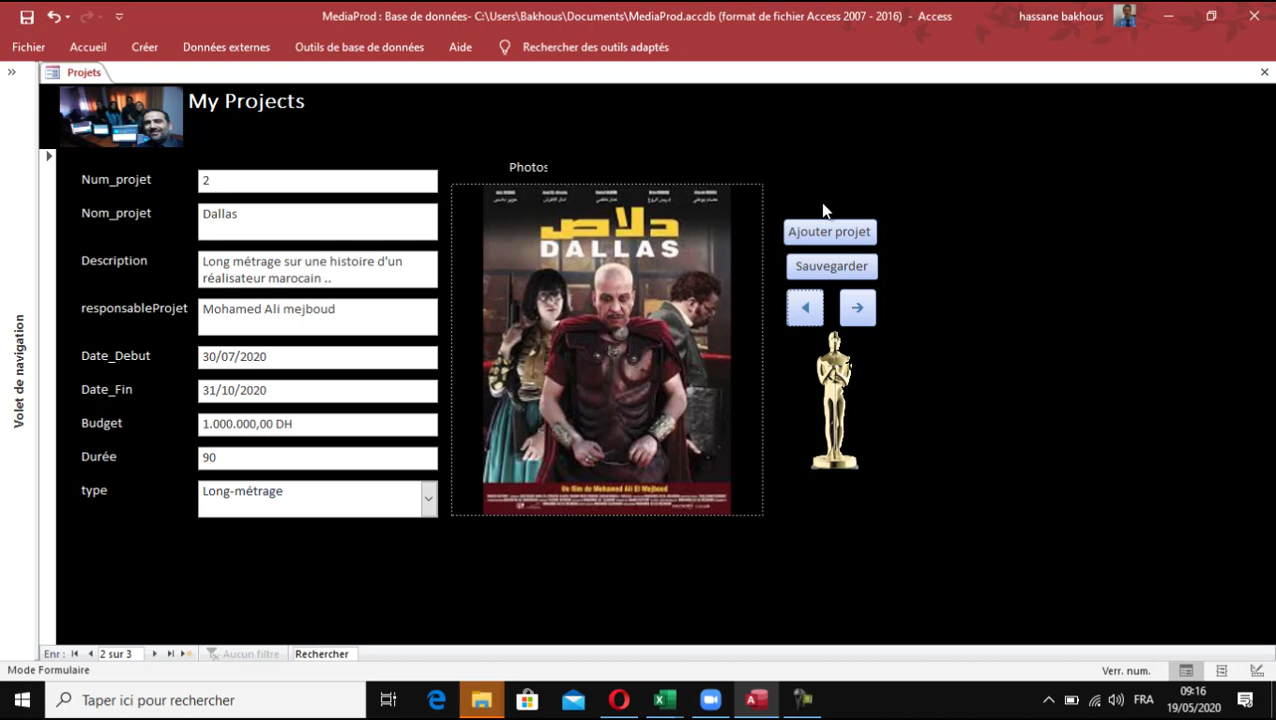 MediaProd : Base de données- C:\Users\Bakhous\Documents\MediaProd.accdb (format de fichier Access 2007 - 2016) - Access
hassane bakhous
Fichier Accueil Créer Données externes Outils de base de données Aide Rechercher des outils adaptés
Projets
My Projects
Photos
Num_projet 2
Nom_projet Dallas
Description Long métrage sur une histoire d'un
réalisateur marocain ..
responsableProjet Mohamed Ali mejboud
Date_Debut 30/07/2020
Date_Fin 31/10/2020
Budget 1.000.000,00 DH
Durée 90
type Long-métrage
دلاص
DALLAS
Un film de Mohamed Ali El Mejboud
Ajouter projet
Sauvegarder
Volet de navigation
Enr : 2 sur 3 Aucun filtre Rechercher
Mode Formulaire Verr. num.
Taper ici pour rechercher
FRA
09:16
19/05/2020